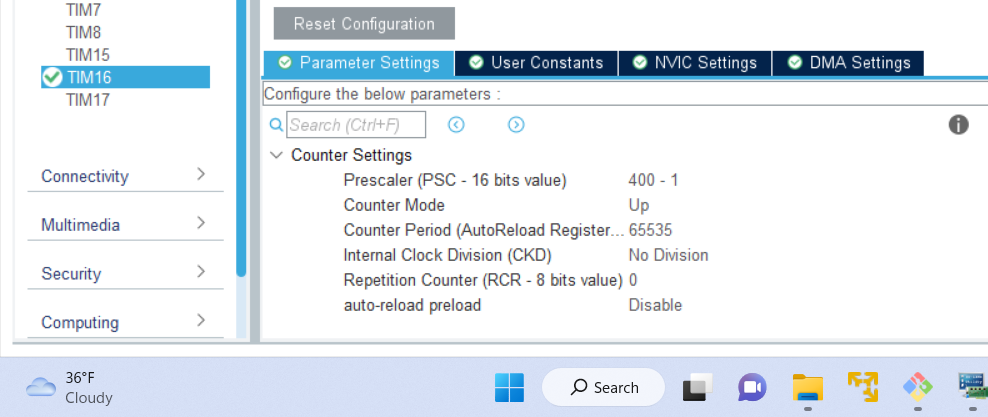 TIM7
TIM8
TIM15
TIM16
TIM17
Connectivity
Multimedia
Security
Computing
Reset Configuration
Parameter Settings
User Constants
NVIC Settings
DMA Settings
Configure the below parameters :
Search (Ctrl+F)
Counter Settings
Prescaler (PSC - 16 bits value) 400 - 1
Counter Mode Up
Counter Period (AutoReload Register... 65535
Internal Clock Division (CKD) No Division
Repetition Counter (RCR - 8 bits value) 0
auto-reload preload Disable
36°F
Cloudy
Search